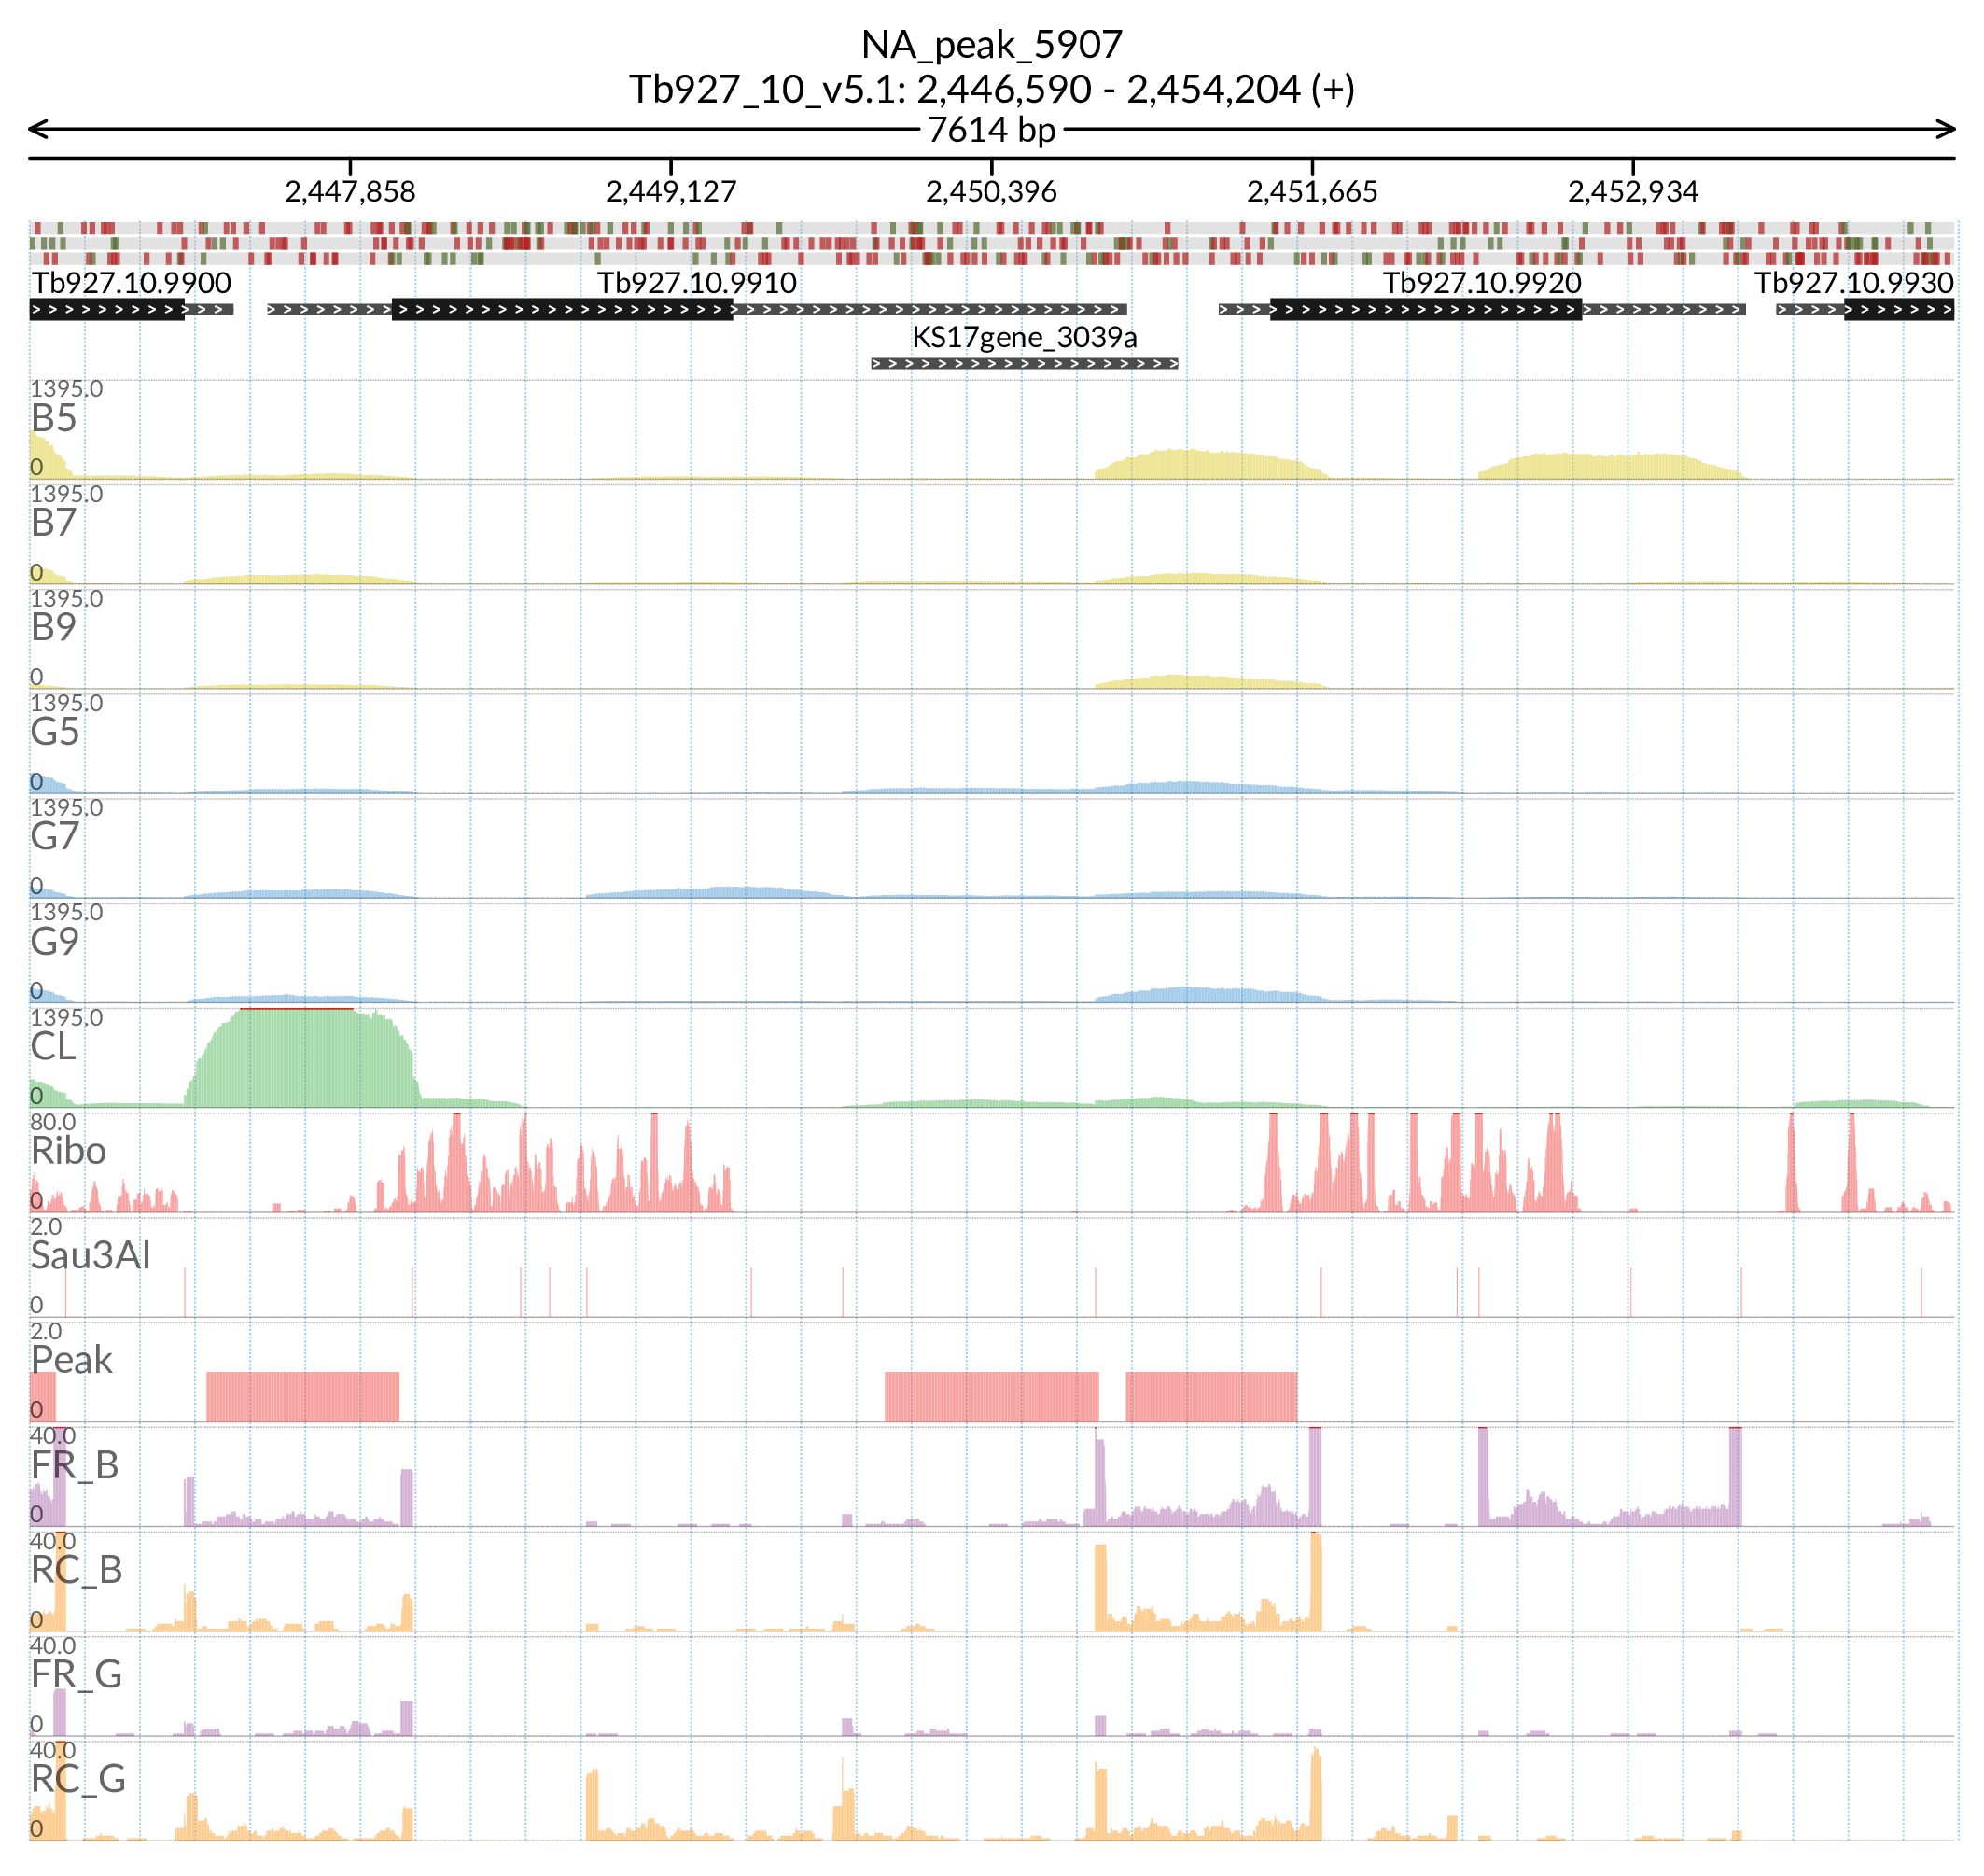 NA_peak_5907
Tb927_10_v5.1: 2,446,590 - 2,454,204 (+)
7614 bp
2,447,858 2,449,127 2,450,396 2,451,665 2,452,934
Tb927.10.9900 Tb927.10.9910 Tb927.10.9920 Tb927.10.9930
KS17gene_3039a
1395.0
B5
0
1395.0
B7
0
1395.0
B9
0
1395.0
G5
0
1395.0
G7
0
1395.0
G9
0
1395.0
CL
0
80.0
Ribo
0
2.0
Sau3AI
0
2.0
Peak
0
40.0
FR_B
0
40.0
RC_B
0
40.0
FR_G
0
40.0
RC_G
0